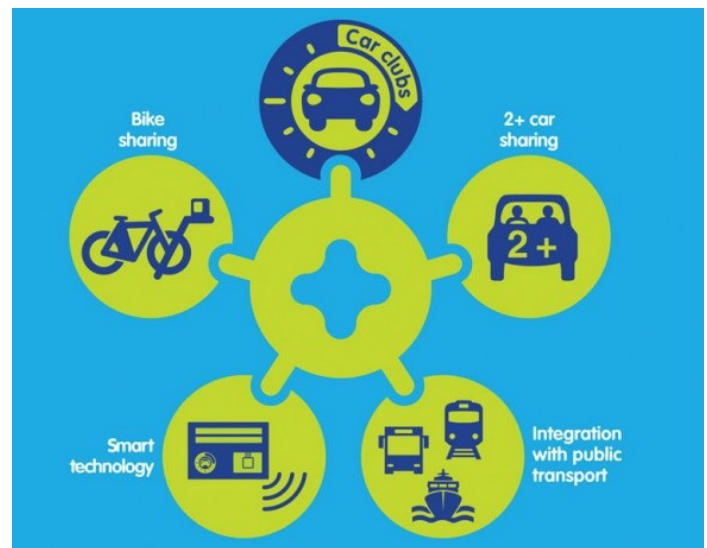 Car clubs
Bike
sharing
2+ car
sharing
2+
Smart
technology
Integration
with public
transport